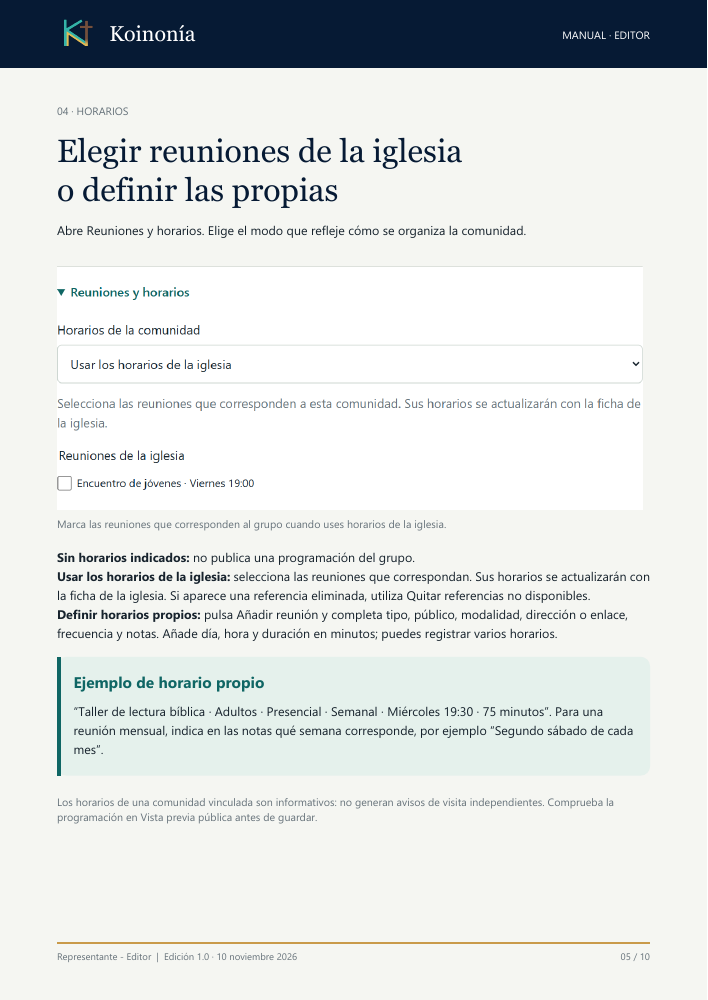 Koinonía
MANUAL · EDITOR
04 · HORARIOS
Elegir reuniones de la iglesia
o definir las propias
Abre Reuniones y horarios. Elige el modo que refleje cómo se organiza la comunidad.
▼ Reuniones y horarios
Horarios de la comunidad
Usar los horarios de la iglesia
Selecciona las reuniones que corresponden a esta comunidad. Sus horarios se actualizarán con la ficha de
la iglesia.
Reuniones de la iglesia
Encuentro de jóvenes · Viernes 19:00
Marca las reuniones que corresponden al grupo cuando uses horarios de la iglesia.
Sin horarios indicados: no publica una programación del grupo.
Usar los horarios de la iglesia: selecciona las reuniones que correspondan. Sus horarios se actualizarán con
la ficha de la iglesia. Si aparece una referencia eliminada, utiliza Quitar referencias no disponibles.
Definir horarios propios: pulsa Añadir reunión y completa tipo, público, modalidad, dirección o enlace,
frecuencia y notas. Añade día, hora y duración en minutos; puedes registrar varios horarios.
Ejemplo de horario propio
“Taller de lectura bíblica · Adultos · Presencial · Semanal · Miércoles 19:30 · 75 minutos”. Para una
reunión mensual, indica en las notas qué semana corresponde, por ejemplo “Segundo sábado de cada
mes”.
Los horarios de una comunidad vinculada son informativos: no generan avisos de visita independientes. Comprueba la
programación en Vista previa pública antes de guardar.
Representante - Editor | Edición 1.0 · 10 noviembre 2026
05 / 10